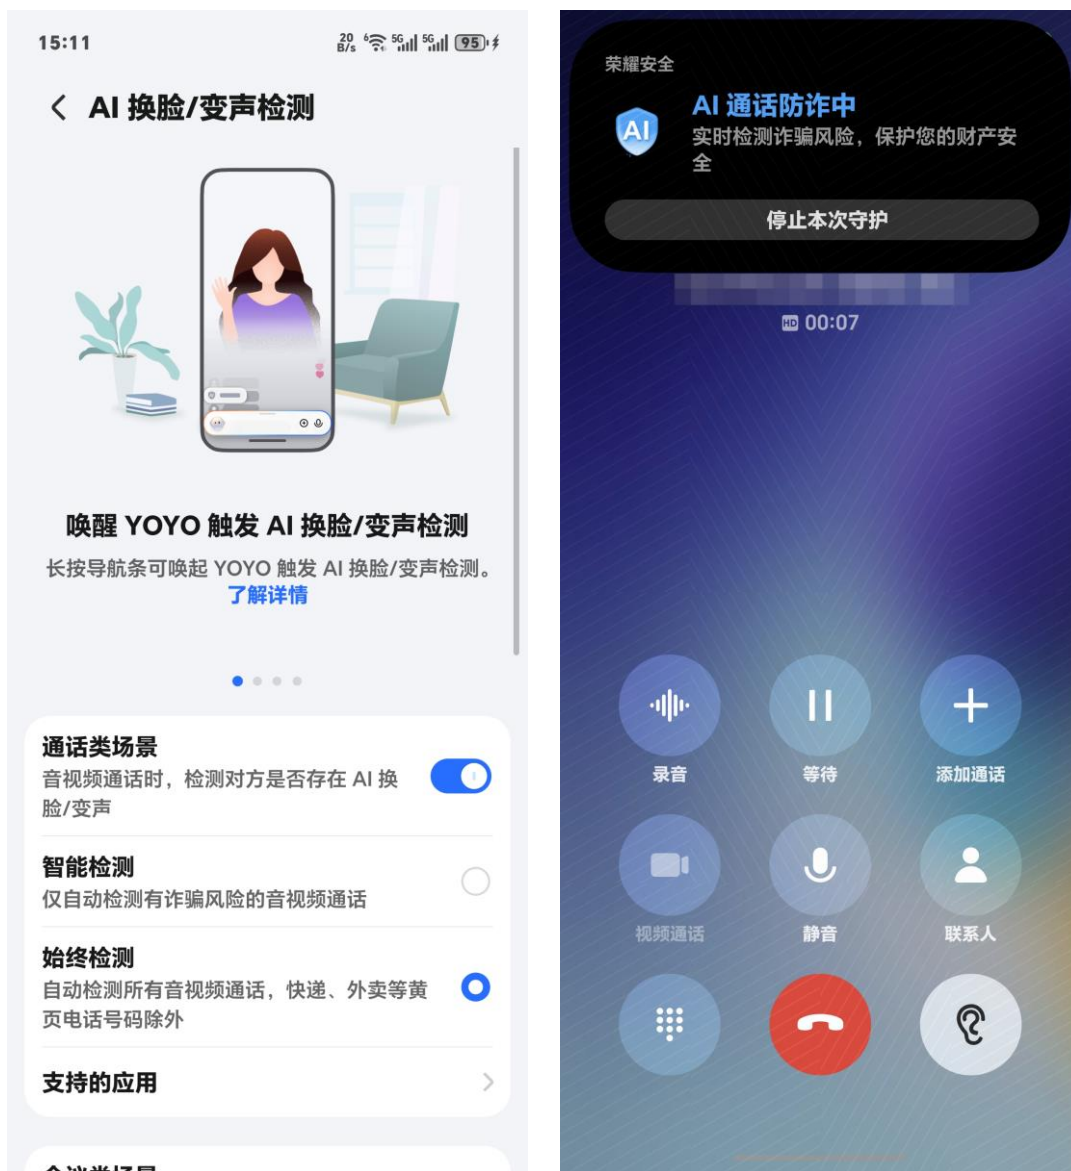 15:11
20 B/s 6 5G 5G 95
AI 换脸/变声检测
唤醒 YOYO 触发 AI 换脸/变声检测
长按导航条可唤起 YOYO 触发 AI 换脸/变声检测。
了解详情
通话类场景
音视频通话时，检测对方是否存在 AI 换
脸/变声
智能检测
仅自动检测有诈骗风险的音视频通话
始终检测
自动检测所有音视频通话，快递、外卖等黄
页电话号码除外
支持的应用
荣耀安全
AI
AI 通话防诈中
实时检测诈骗风险，保护您的财产安
全
停止本次守护
HD 00:07
录音
等待
添加通话
视频通话
静音
联系人